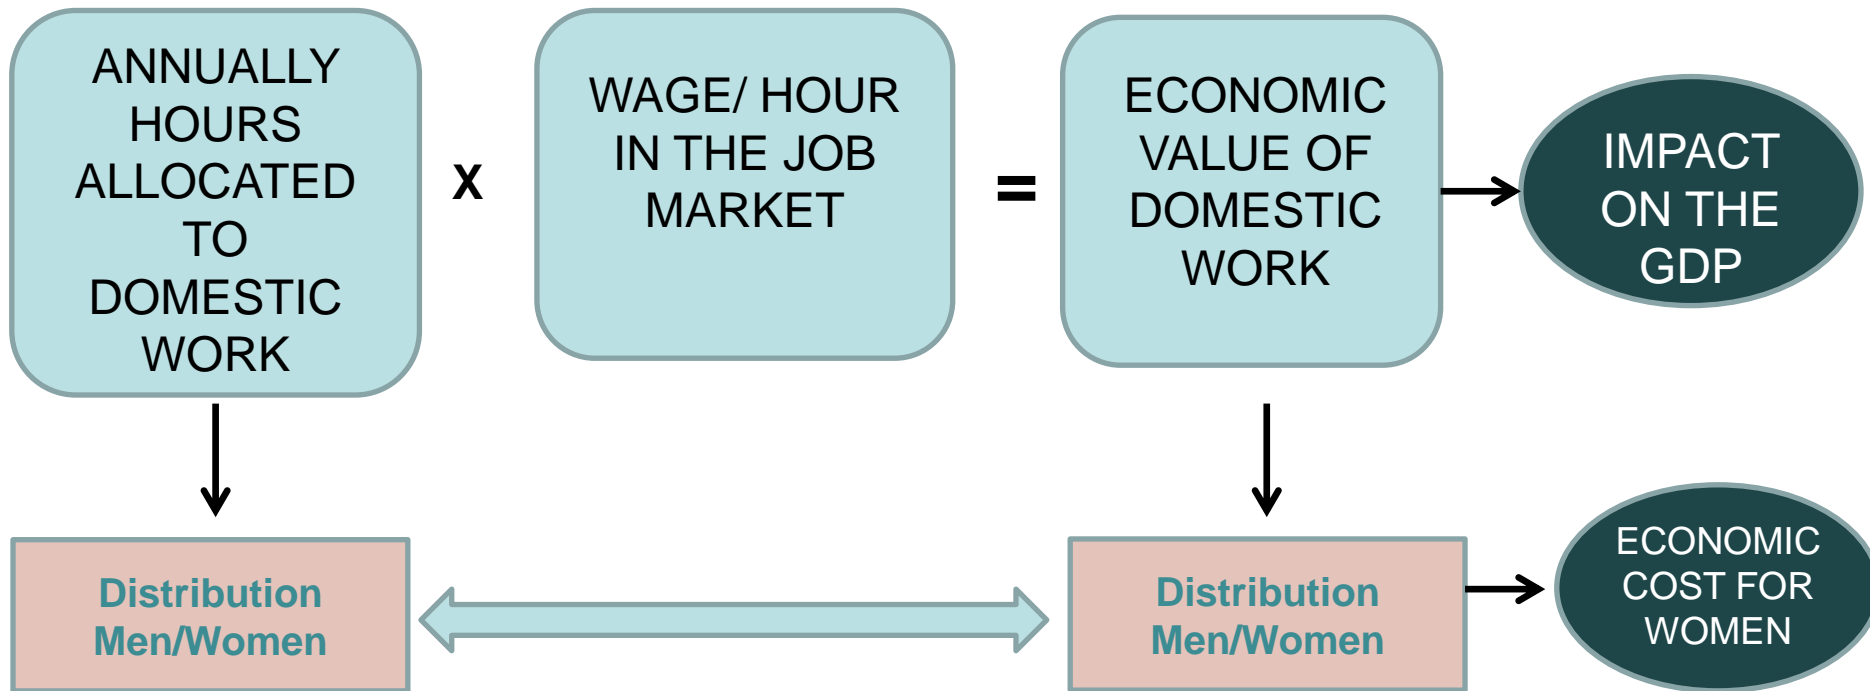 ANNUALLY
HOURS
ALLOCATED
TO
DOMESTIC
WORK
x
WAGE/ HOUR
IN THE JOB
MARKET
=
ECONOMIC
VALUE OF
DOMESTIC
WORK
IMPACT
ON THE
GDP
Distribution
Men/Women
Distribution
Men/Women
ECONOMIC
COST FOR
WOMEN